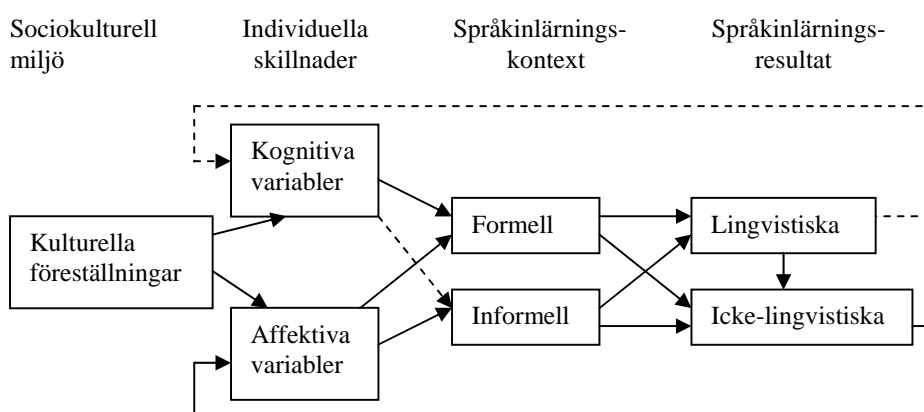 Sociokulturell
miljö
Individuella
skillnader
Språkinlärnings-
kontext
Språkinlärnings-
resultat
Kognitiva
variabler
Kulturella
föreställningar
Affektiva
variabler
Formell
Informell
Lingvistiska
Icke-lingvistiska